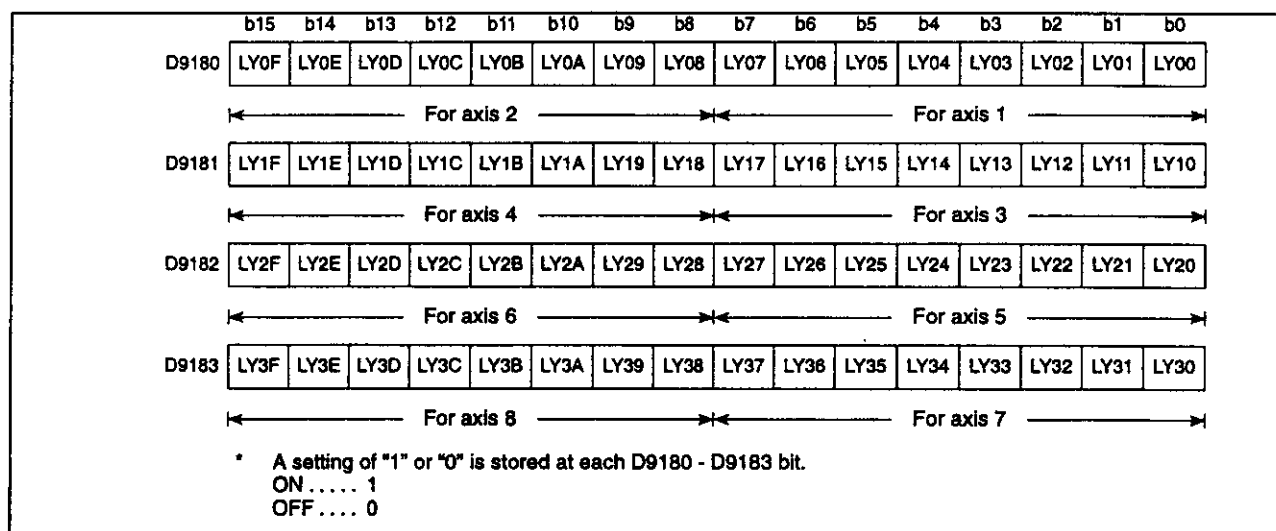 b15 b14 b13 b12 b11 b10 b9 b8 b7 b6 b5 b4 b3 b2 b1 b0
D9180 LY0F LY0E LY0D LY0C LY0B LY0A LY09 LY08 LY07 LY06 LY05 LY04 LY03 LY02 LY01 LY00
For axis 2 For axis 1
D9181 LY1F LY1E LY1D LY1C LY1B LY1A LY19 LY18 LY17 LY16 LY15 LY14 LY13 LY12 LY11 LY10
For axis 4 For axis 3
D9182 LY2F LY2E LY2D LY2C LY2B LY2A LY29 LY28 LY27 LY26 LY25 LY24 LY23 LY22 LY21 LY20
For axis 6 For axis 5
D9183 LY3F LY3E LY3D LY3C LY3B LY3A LY39 LY38 LY37 LY36 LY35 LY34 LY33 LY32 LY31 LY30
For axis 8 For axis 7
* A setting of "1" or "0" is stored at each D9180 - D9183 bit.
ON ..... 1
OFF .... 0